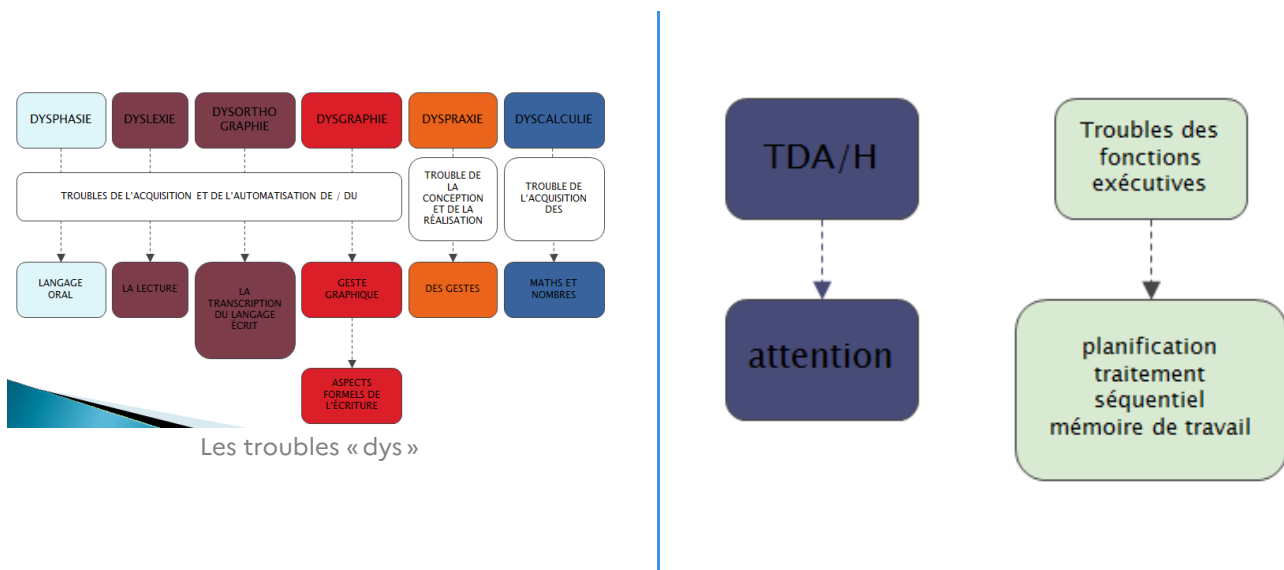 DYSPHASIE
DYSLEXIE
DYSORTHO
GRAPHIE
DYSGRAPHIE
DYSPRAXIE
DYSCALCULIE
TROUBLES DE L'ACQUISITION ET DE L'AUTOMATISATION DE / DU
TROUBLE DE
LA
CONCEPTION
ET DE LA
RÉALISATION
TROUBLE DE
L'ACQUISITION
DES
LANGAGE
ORAL
LA LECTURE
LA
TRANSCRIPTION
DU LANGAGE
ÉCRIT
GESTE
GRAPHIQUE
DES GESTES
MATHS ET
NOMBRES
ASPECTS
FORMELS DE
L'ÉCRITURE
Les troubles « dys »
TDA/H
attention
Troubles des
fonctions
exécutives
planification
traitement
séquentiel
mémoire de travail